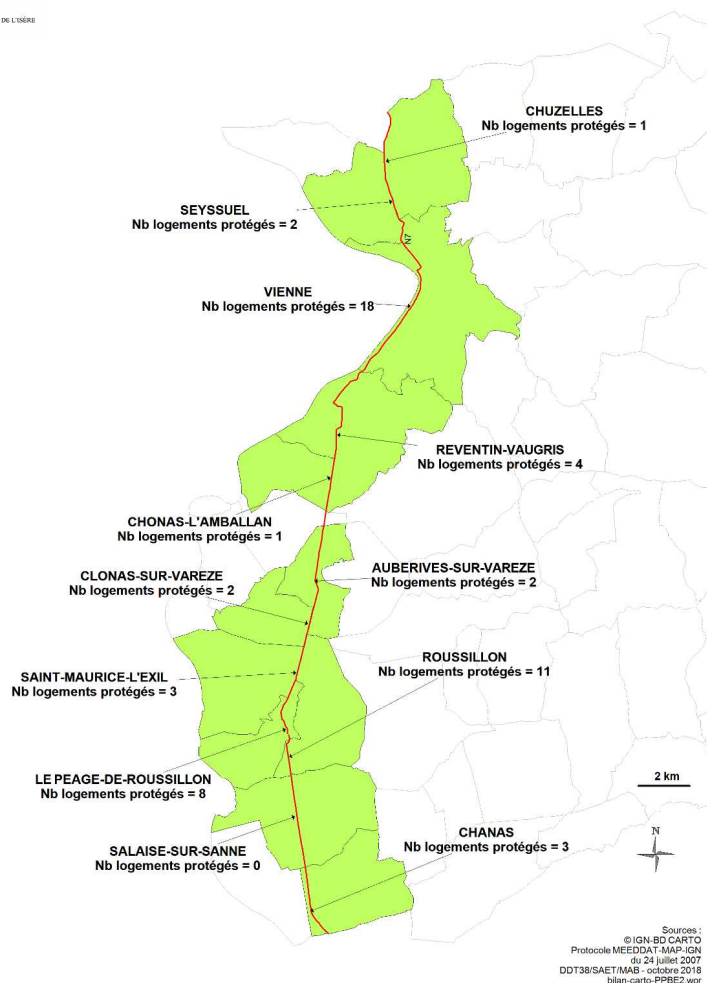 DE L'ISÈRE
CHUZELLES
Nb logements protégés = 1
SEYSSUEL
Nb logements protégés = 2
N7
VIENNE
Nb logements protégés = 18
REVENTIN-VAUGRIS
Nb logements protégés = 4
CHONAS-L'AMBALLAN
Nb logements protégés = 1
AUBERIVES-SUR-VAREZE
Nb logements protégés = 2
CLONAS-SUR-VAREZE
Nb logements protégés = 2
ROUSSILLON
Nb logements protégés = 11
SAINT-MAURICE-L'EXIL
Nb logements protégés = 3
LE PEAGE-DE-ROUSSILLON
Nb logements protégés = 8
2 km
CHANAS
Nb logements protégés = 3
SALAISE-SUR-SANNE
Nb logements protégés = 0
N
Sources :
© IGN-BD CARTO
Protocole MEEDDAT-MAP-IGN
du 24 juillet 2007
DDT38/SAET/MAB - octobre 2018
bilan-carto-PPBE2.wor